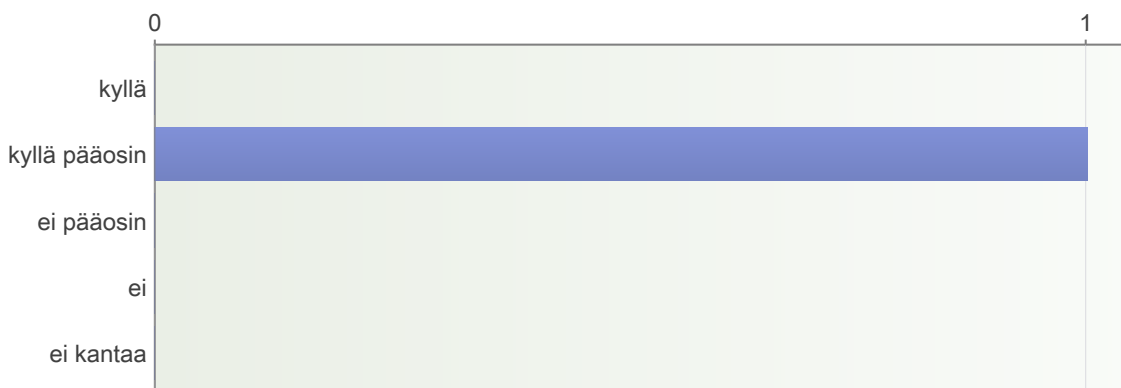 0 1
kyllä
kyllä pääosin
ei pääosin
ei
ei kantaa